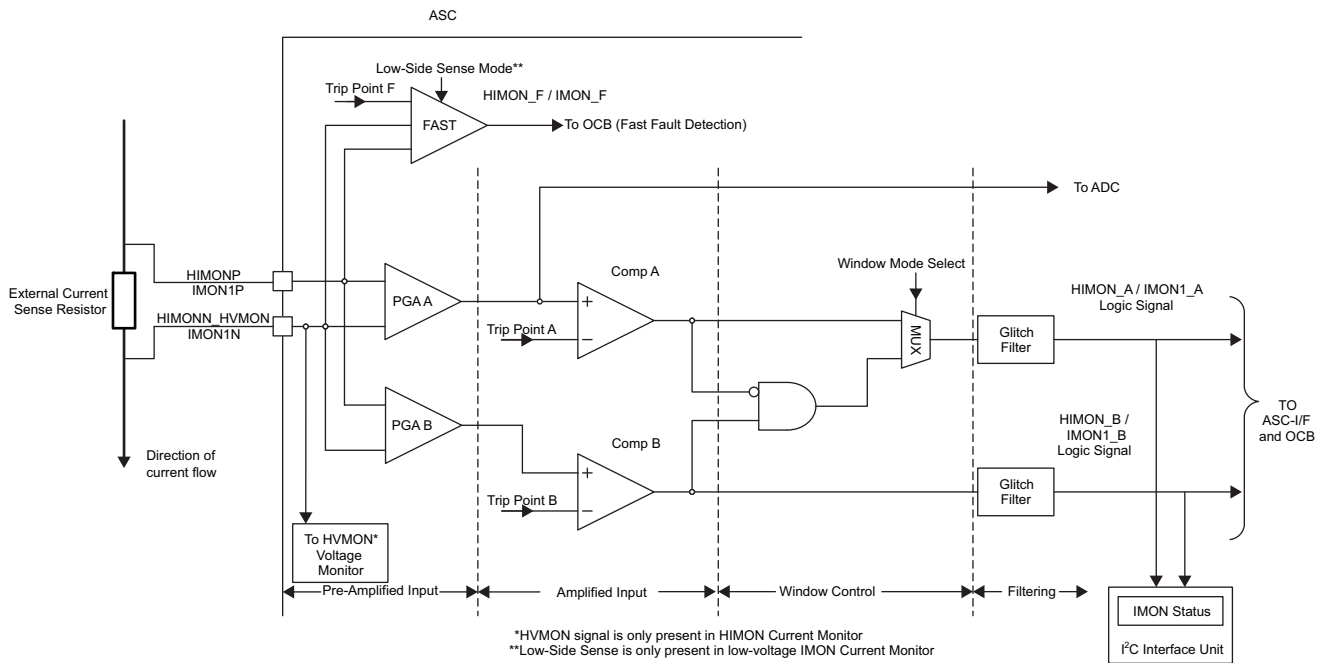 ASC
Low-Side Sense Mode**
Trip Point F
HIMON_F / IMON_F
FAST
To OCB (Fast Fault Detection)
To ADC
External Current
Sense Resistor
HIMONP
IMON1P
HIMONN_HVMON
IMON1N
PGA A
Comp A
Trip Point A
+
−
Window Mode Select
MUX
Glitch
Filter
HIMON_A / IMON1_A
Logic Signal
PGA B
Comp B
Trip Point B
+
−
HIMON_B /
IMON1_B
Logic Signal
Glitch
Filter
TO
ASC-I/F
and OCB
Direction of
current flow
To HVMON*
Voltage
Monitor
Pre-Amplified Input
Amplified Input
Window Control
Filtering
IMON Status
I²C Interface Unit
*HVMON signal is only present in HIMON Current Monitor
**Low-Side Sense is only present in low-voltage IMON Current Monitor